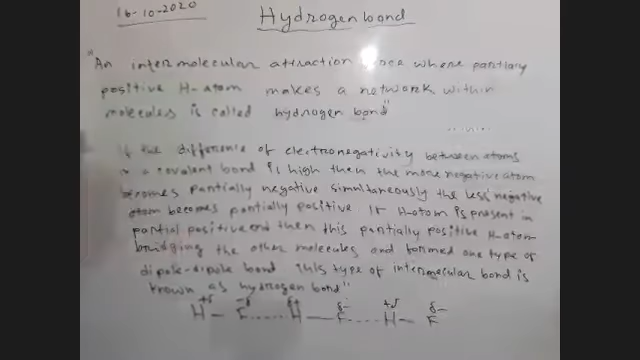 16-10-2020
Hydrogen bond
"An intermolecular attraction force where partilay
positive H-atom makes a network within
molecules is called hydrogen bond"
If the difference of electronegativity between atoms
a covalent bond is high then the more negative atom
becomes partially negative simultaneously the less negative
atom becomes partially positive If H-atom is present in
partial positive end then this partially positive H-atom
bridging the other molecules and formed one type of
dipole-dipole bond This type of intermolecular bond is
known as hydrogen bond"
+δ -δ δ+ δ- +δ δ-
H - F ...... H - F .... H - F